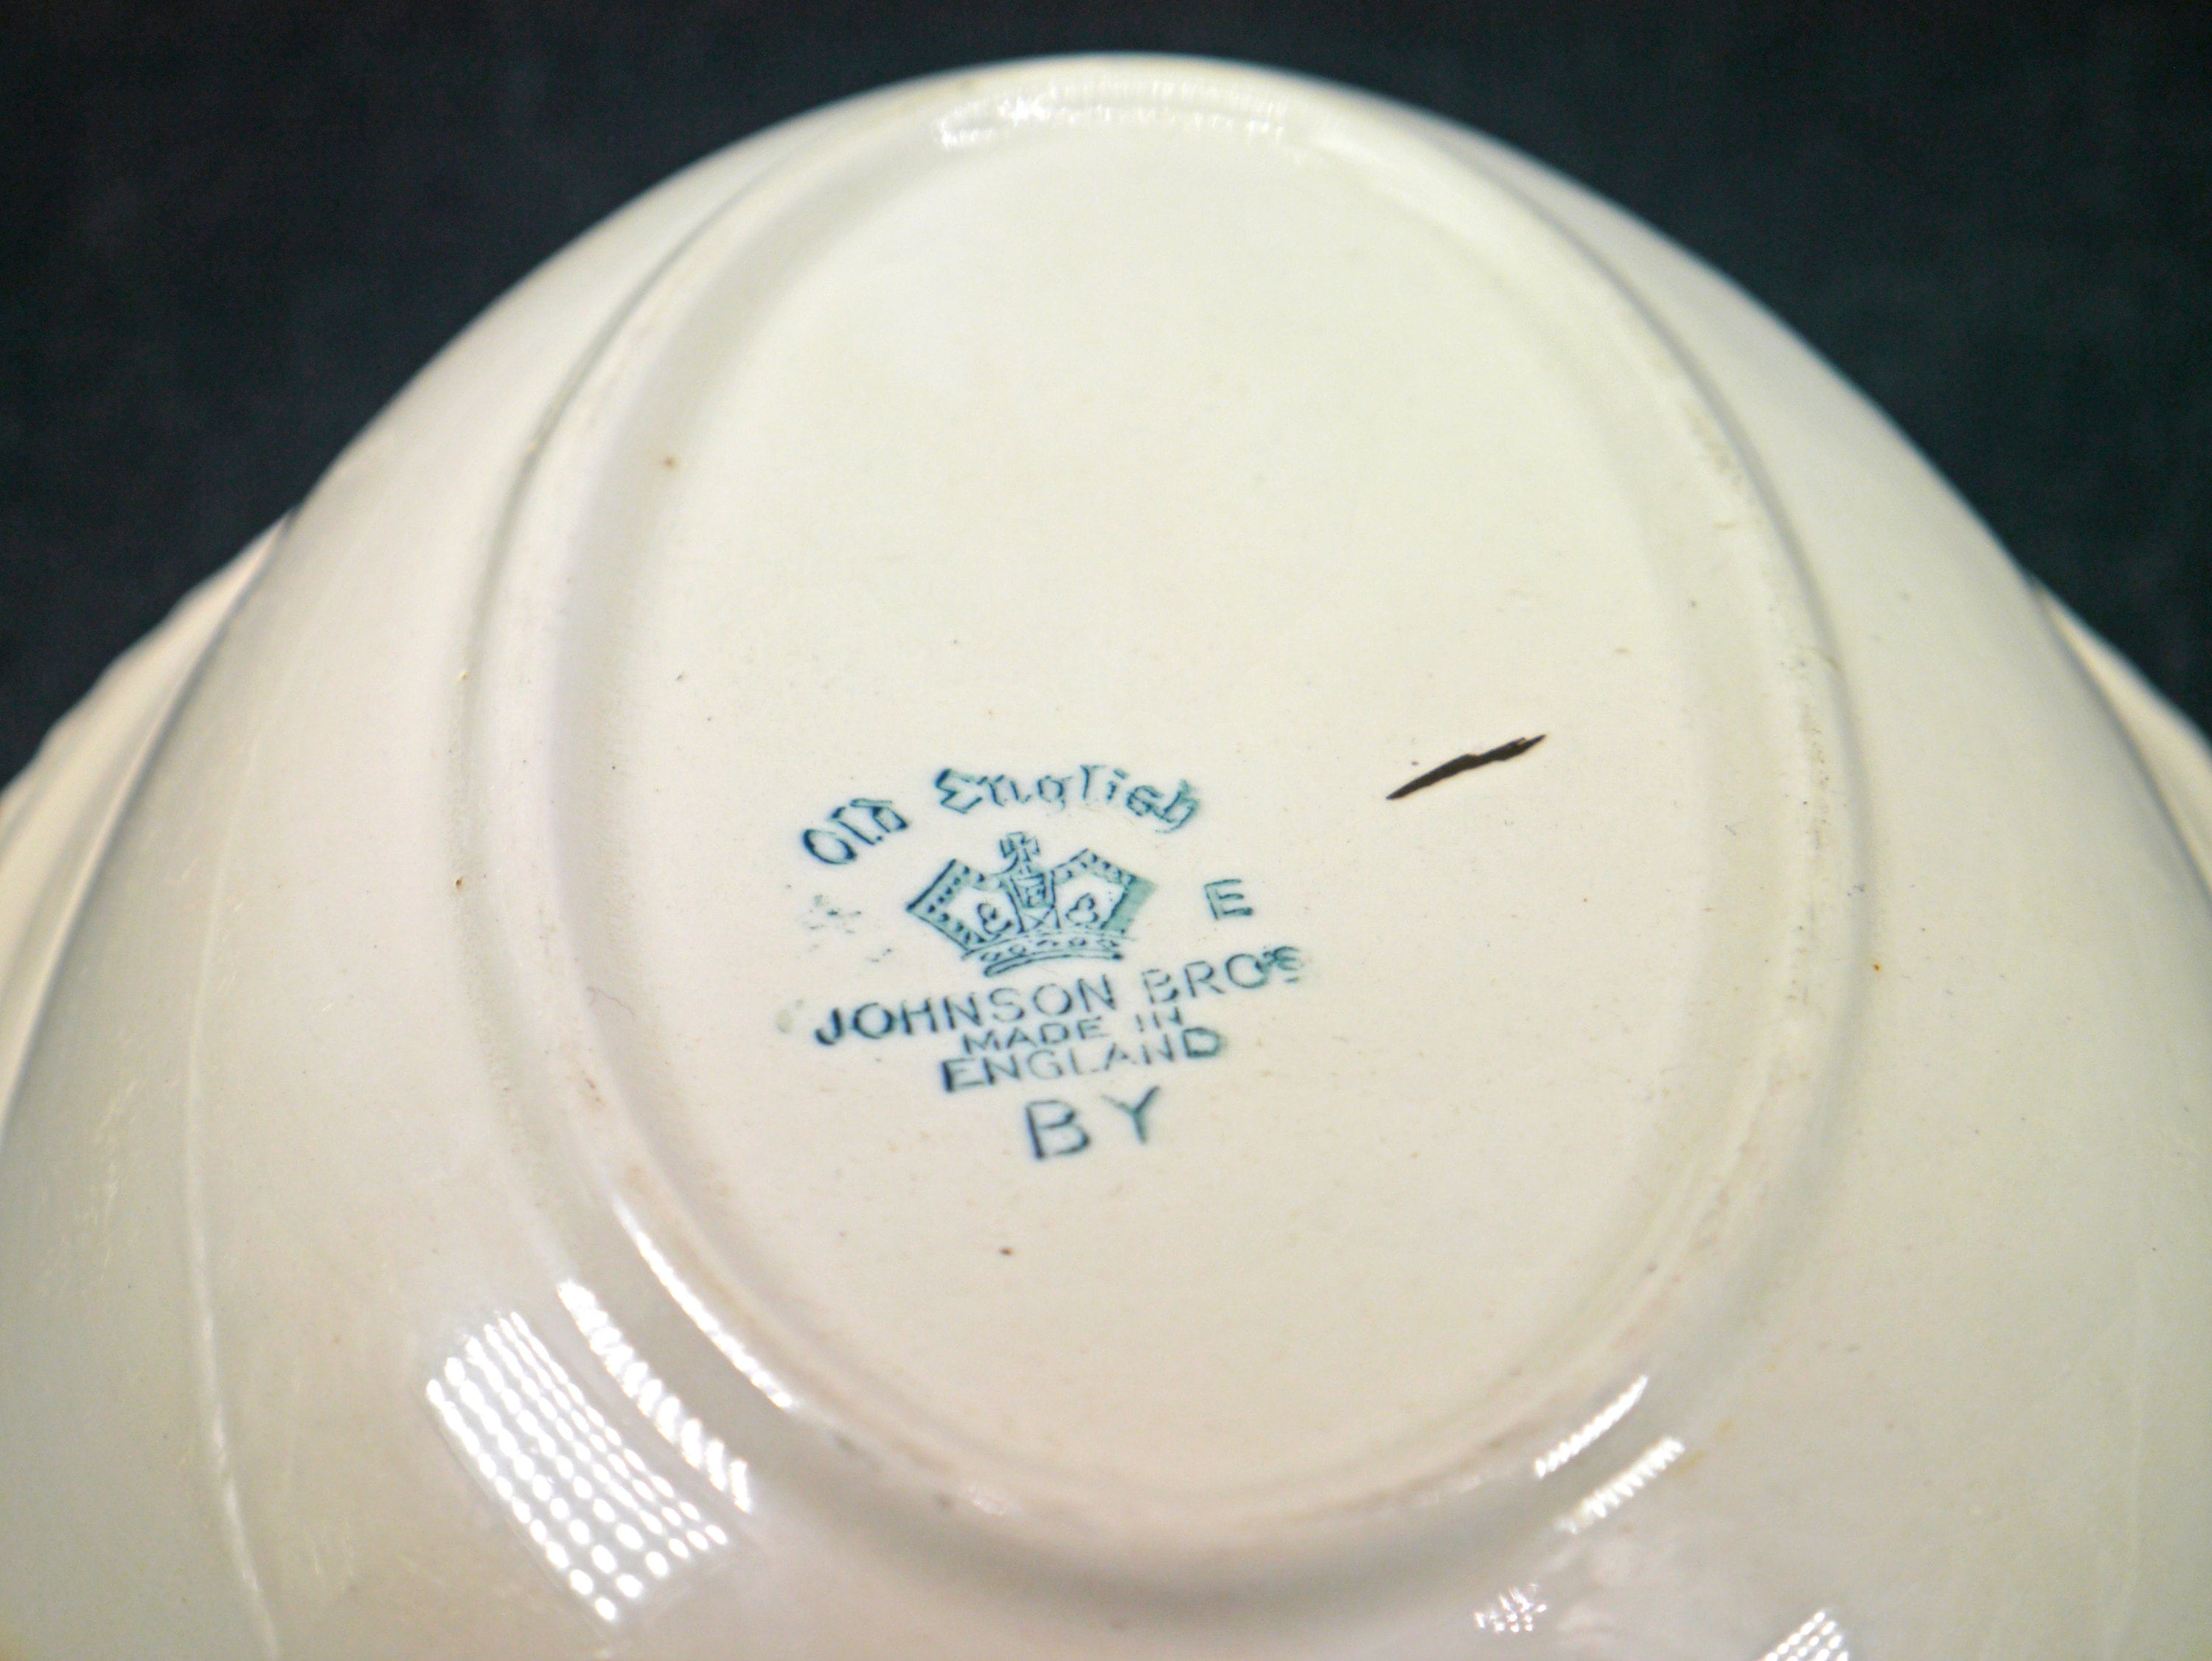 Old English
E
JOHNSON BROS
MADE IN
ENGLAND
BY